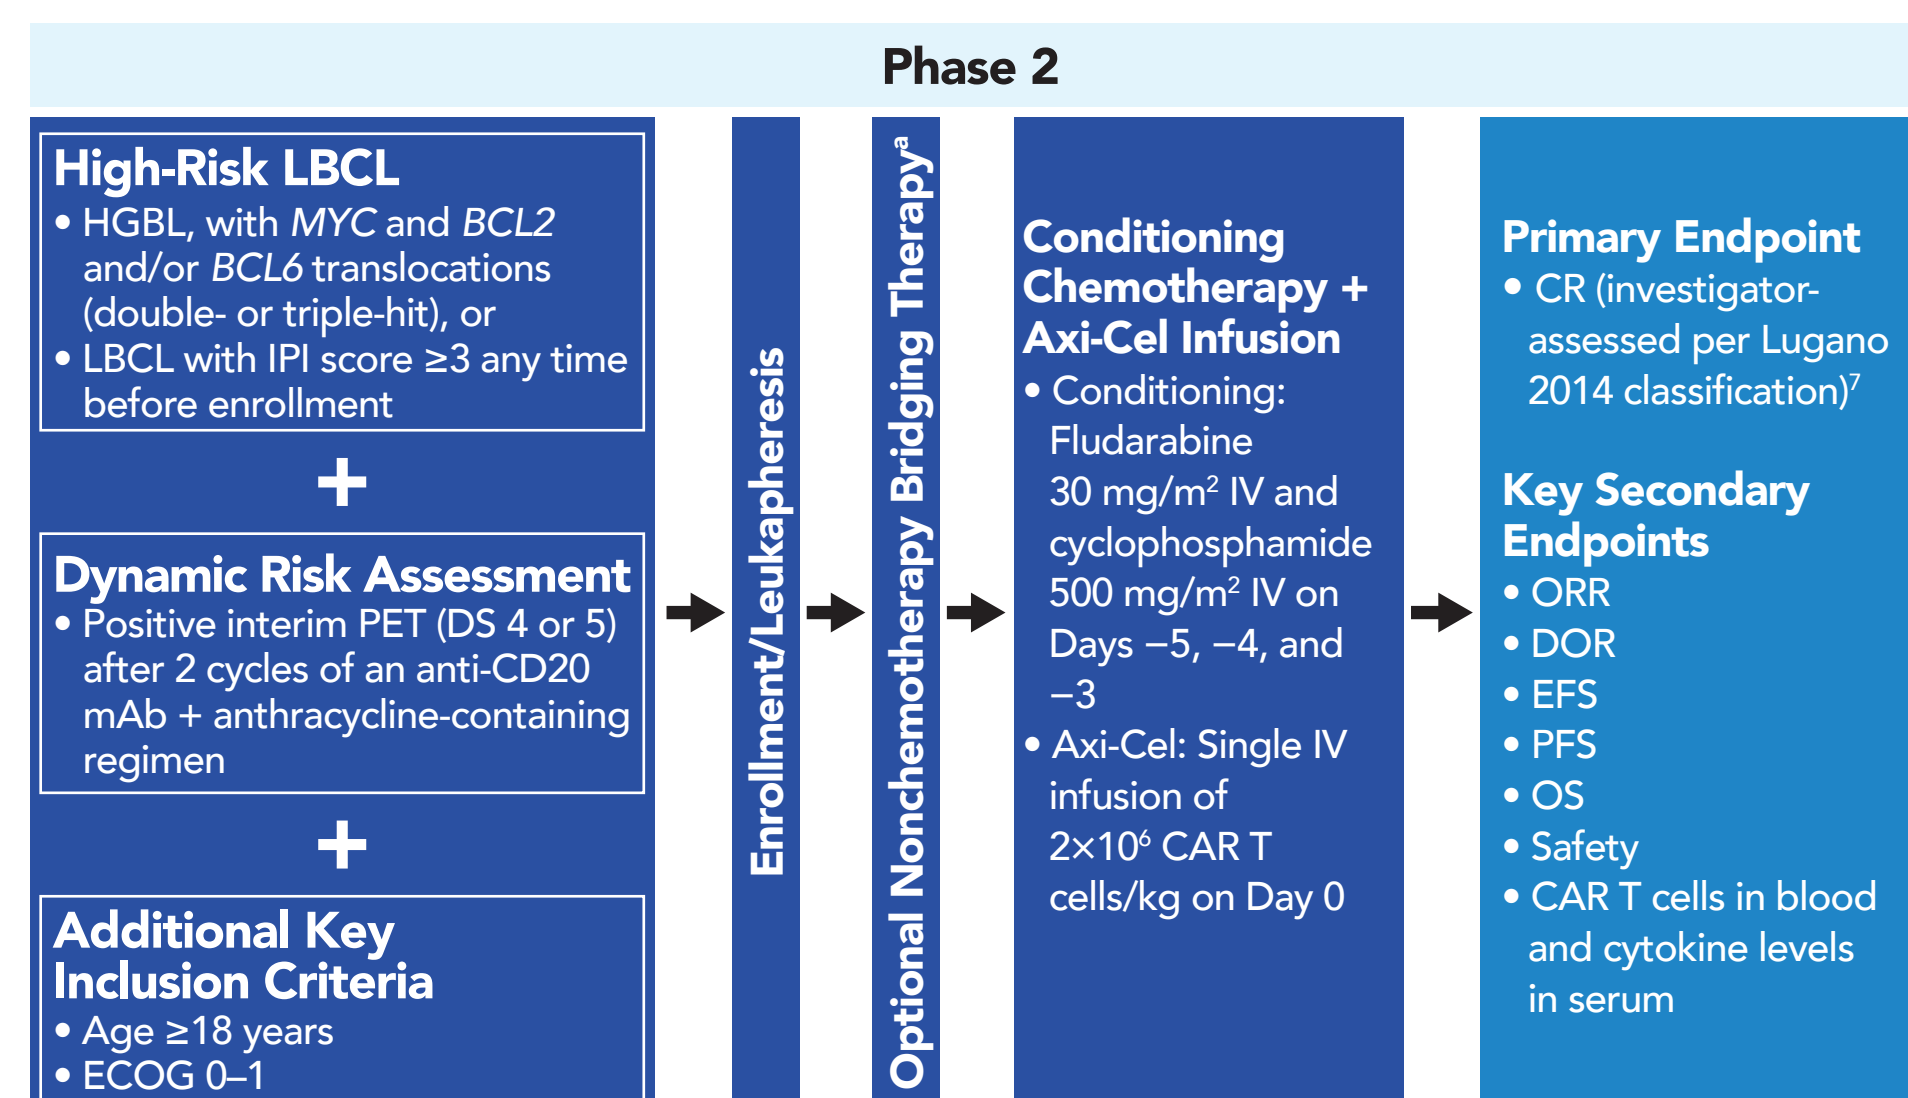 Phase 2
High-Risk LBCL
• HGBL, with MYC and BCL2
and/or BCL6 translocations
(double- or triple-hit), or
• LBCL with IPI score ≥3 any time
before enrollment
+
Dynamic Risk Assessment
• Positive interim PET (DS 4 or 5)
after 2 cycles of an anti-CD20
mAb + anthracycline-containing
regimen
+
Additional Key
Inclusion Criteria
• Age ≥18 years
• ECOG 0–1
Enrollment/Leukapheresis
Optional Nonchemotherapy Bridging Therapyᵃ
Conditioning
Chemotherapy +
Axi-Cel Infusion
• Conditioning:
Fludarabine
30 mg/m² IV and
cyclophosphamide
500 mg/m² IV on
Days −5, −4, and
−3
• Axi-Cel: Single IV
infusion of
2×10⁶ CAR T
cells/kg on Day 0
Primary Endpoint
• CR (investigator-
assessed per Lugano
2014 classification)⁷
Key Secondary
Endpoints
• ORR
• DOR
• EFS
• PFS
• OS
• Safety
• CAR T cells in blood
and cytokine levels
in serum